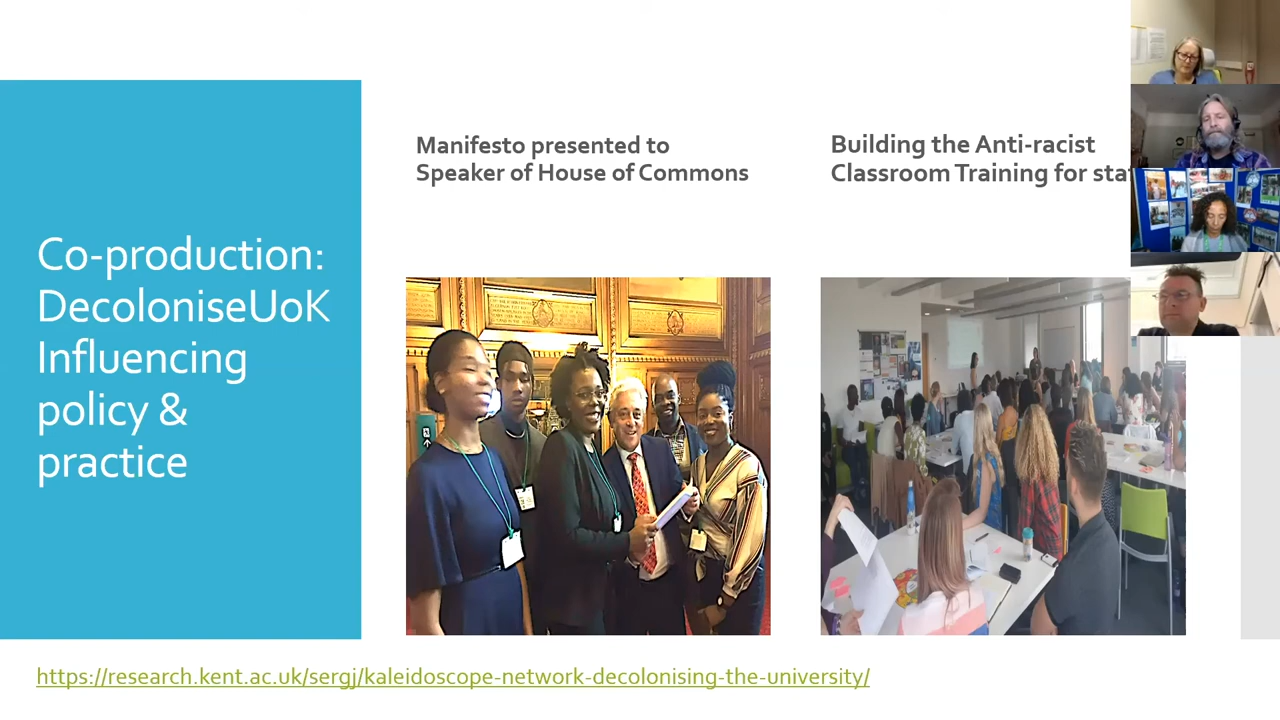 Co-production:
DecoloniseUoK
Influencing
policy &
practice
Manifesto presented to
Speaker of House of Commons
Building the Anti-racist
Classroom Training for
https://research.kent.ac.uk/sergj/kaleidoscope-network-decolonising-the-university/